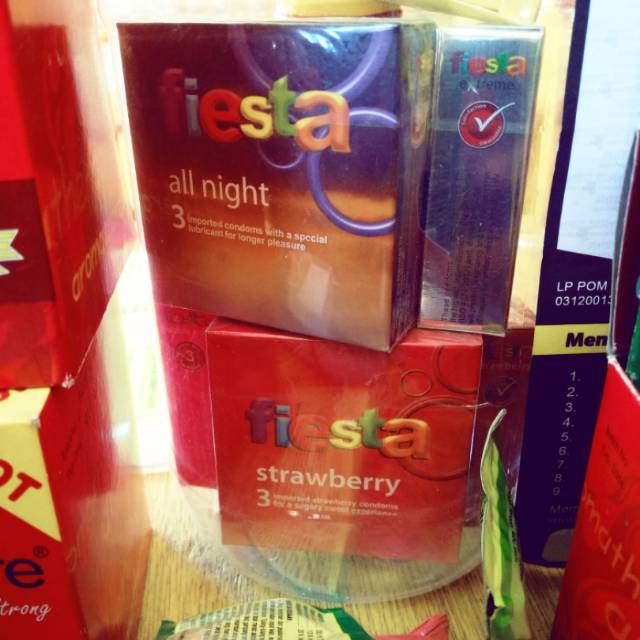 fiesta
all night
3 imported condoms with a special
lubricant for longer pleasure
fiesta
extreme
fiesta
strawberry
3 imported strawberry condoms
for a sugary sweet experience
LP POM
03120013
Men
1.
2.
3.
4.
5.
6.
7.
8.
9.
OT
re®
Strong